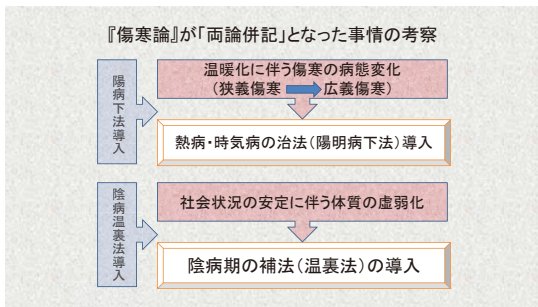 『傷寒論』が「両論併記」となった事情の考察
陽病下法導入
温暖化に伴う傷寒の病態変化
(狭義傷寒 広義傷寒)
熱病・時気病の治法(陽明病下法)導入
陰病温裏法導入
社会状況の安定に伴う体質の虚弱化
陰病期の補法(温裏法)の導入